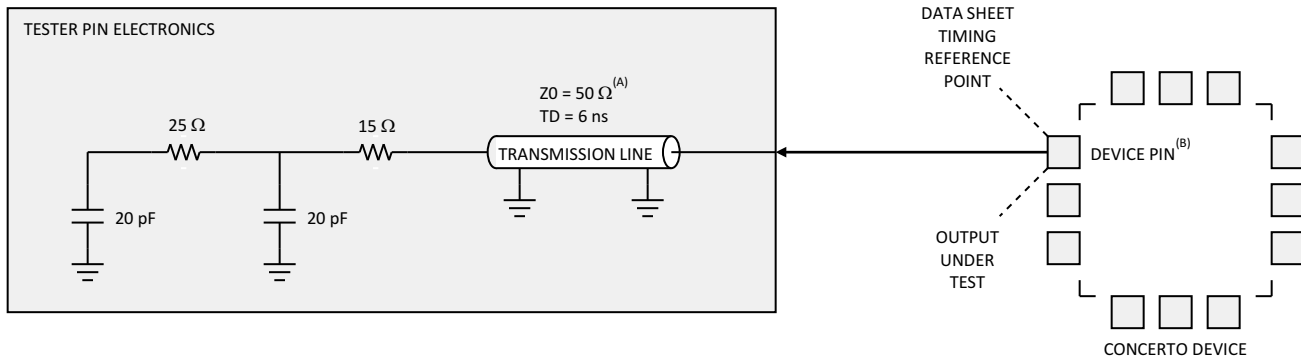 TESTER PIN ELECTRONICS
DATA SHEET
TIMING
REFERENCE
POINT
Z0 = 50 Ω(A)
TD = 6 ns
25 Ω
15 Ω
TRANSMISSION LINE
DEVICE PIN(B)
20 pF
20 pF
OUTPUT
UNDER
TEST
CONCERTO DEVICE